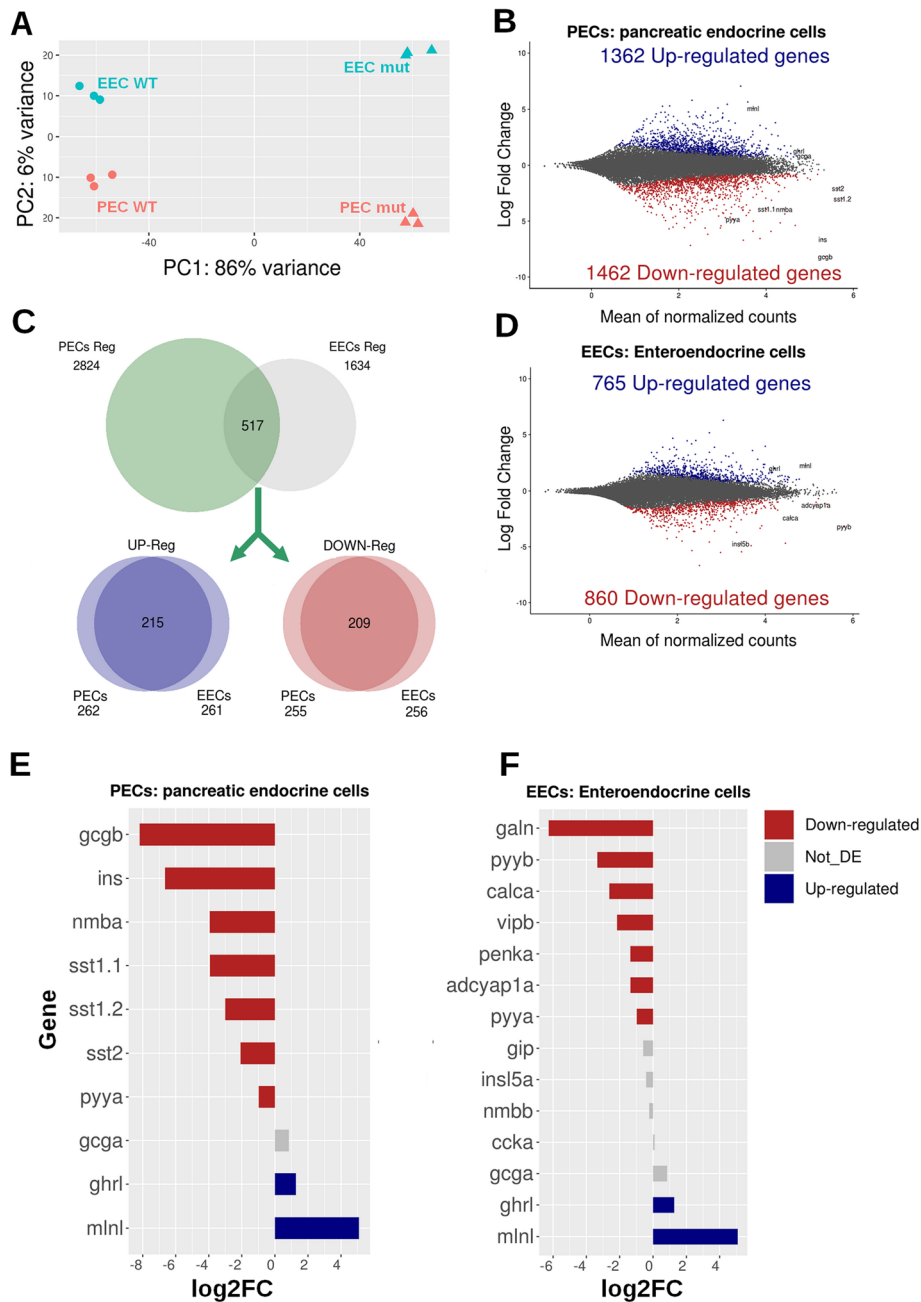 A
20
10
0
10
20
PC2: 6% variance
EEC WT
EEC mut
PEC WT
PEC mut
-40
0
40
PC1: 86% variance
B
PECs: pancreatic endocrine cells
1362 Up-regulated genes
10
5
0
5
-10
Log Fold Change
mlnl
ghrl
gcga
sst2
sst1.2
sst1.1
nmba
pyya
ins
gcgb
1462 Down-regulated genes
0
2
4
6
Mean of normalized counts
C
PECs Reg
2824
EECs Reg
1634
517
UP-Reg
DOWN-Reg
215
209
PECs
262
EECs
261
PECs
255
EECs
256
D
EECs: Enteroendocrine cells
765 Up-regulated genes
10
5
0
-5
-10
Log Fold Change
ghrl
mlnl
adcyap1a
calca
pyyb
insl5b
860 Down-regulated genes
0
2
4
6
Mean of normalized counts
E
PECs: pancreatic endocrine cells
Gene
gcgb
ins
nmba
sst1.1
sst1.2
sst2
pyya
gcga
ghrl
mlnl
-8
-6
-4
-2
0
2
4
log2FC
F
EECs: Enteroendocrine cells
galn
pyyb
calca
vipb
penka
adcyap1a
pyya
gip
insl5a
nmbb
ccka
gcga
ghrl
mlnl
-6
-4
-2
0
2
4
log2FC
Down-regulated
Not_DE
Up-regulated